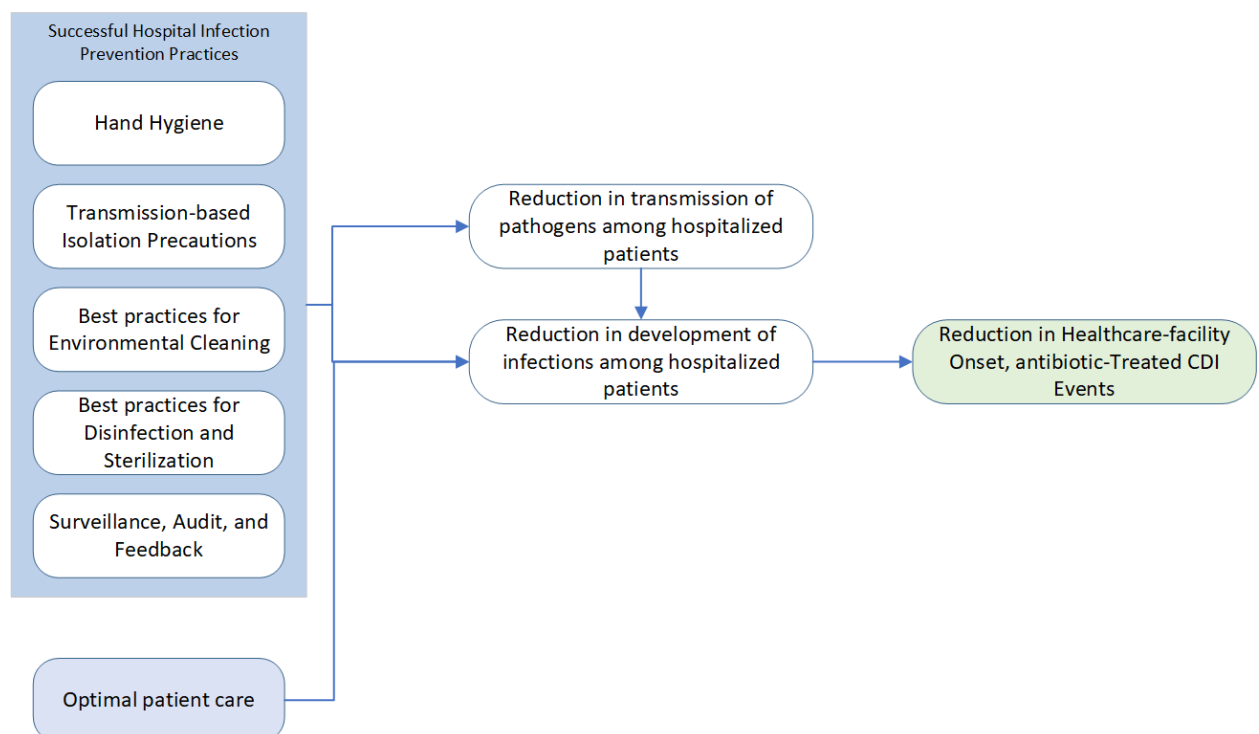 Successful Hospital Infection
Prevention Practices
Hand Hygiene
Transmission-based
Isolation Precautions
Best practices for
Environmental Cleaning
Best practices for
Disinfection and
Sterilization
Surveillance, Audit, and
Feedback
Optimal patient care
Reduction in transmission of
pathogens among hospitalized
patients
Reduction in development of
infections among hospitalized
patients
Reduction in Healthcare-facility
Onset, antibiotic-Treated CDI
Events